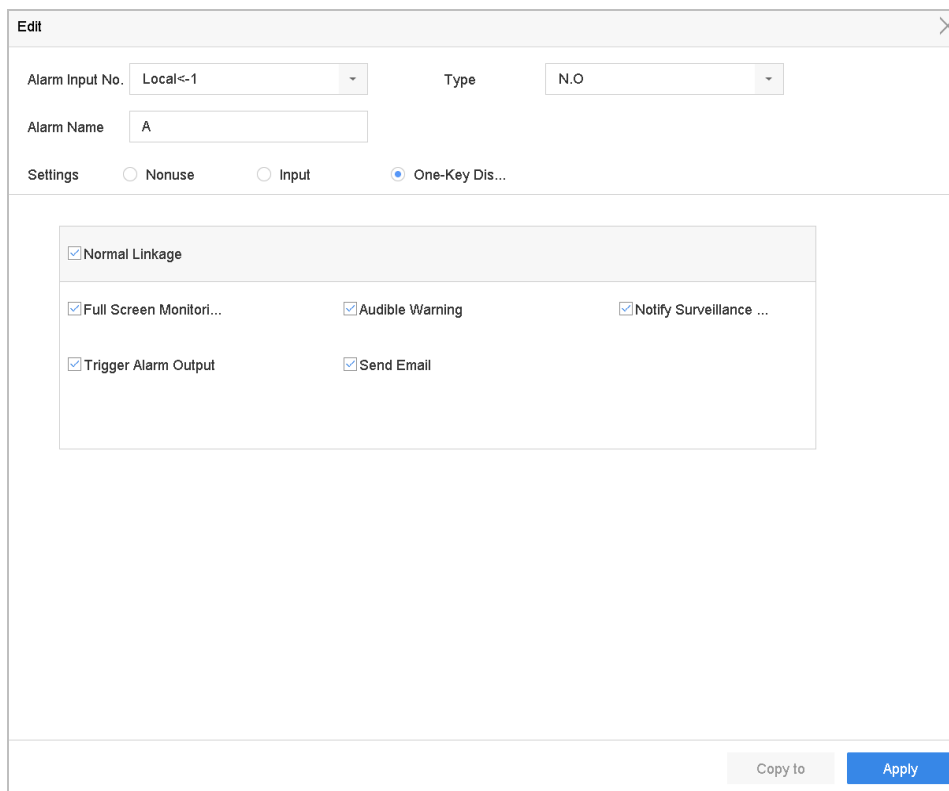 Edit
Alarm Input No. Local<-1 Type N.O
Alarm Name A
Settings Nonuse Input One-Key Dis...
Normal Linkage
Full Screen Monitori... Audible Warning Notify Surveillance ...
Trigger Alarm Output Send Email
Copy to Apply